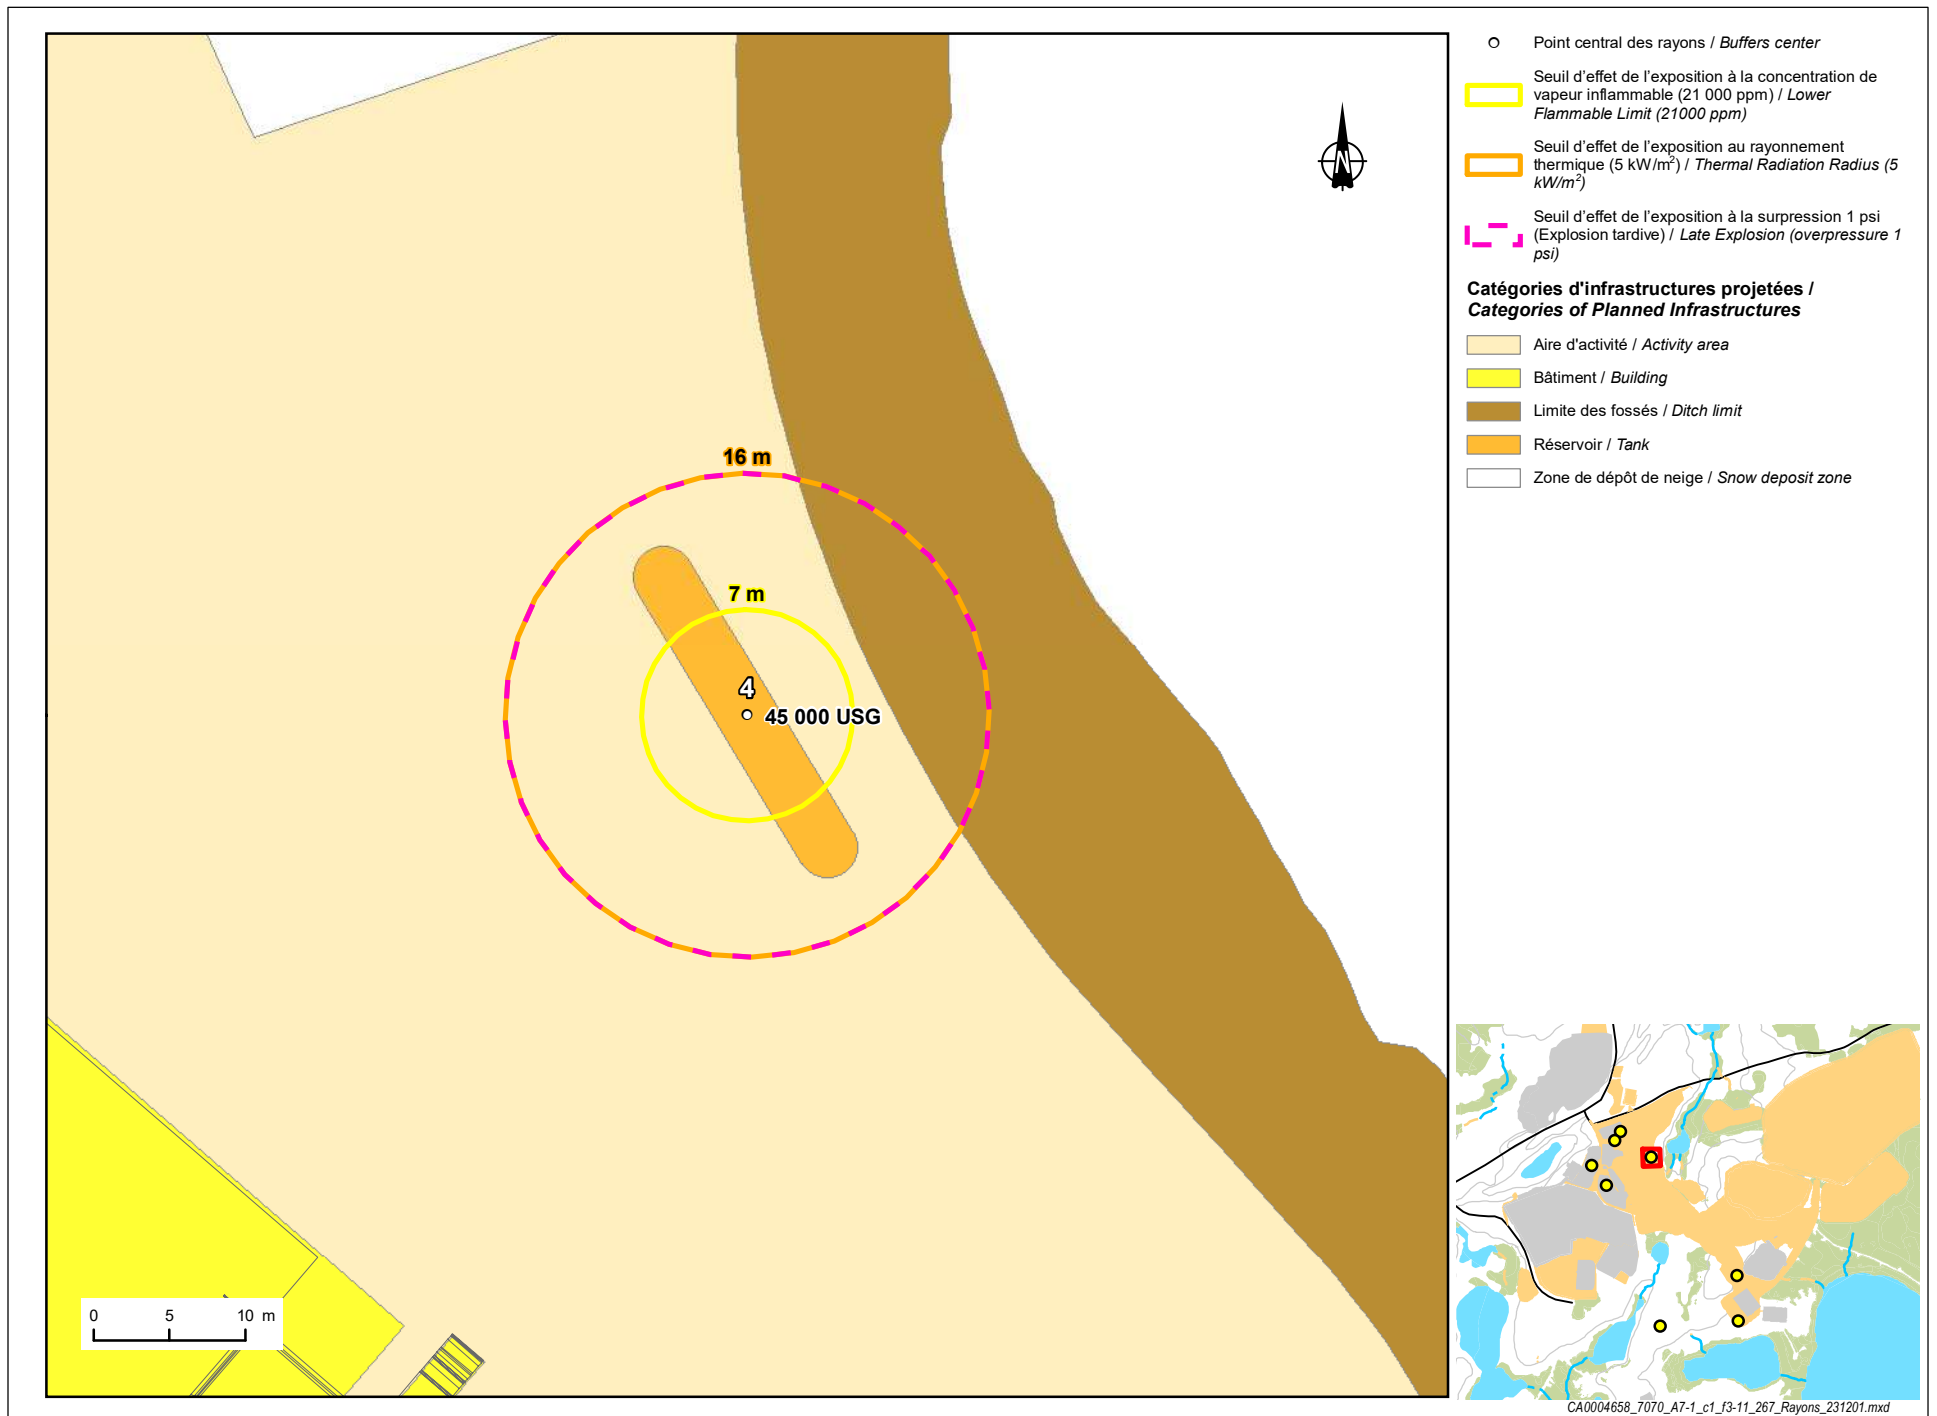 16 m
7 m
4
45 000 USG
N
0 5 10 m
Point central des rayons / Buffers center
Seuil d'effet de l'exposition à la concentration de
vapeur inflammable (21 000 ppm) / Lower
Flammable Limit (21000 ppm)
Seuil d'effet de l'exposition au rayonnement
thermique (5 kW/m²) / Thermal Radiation Radius (5
kW/m²)
Seuil d'effet de l'exposition à la surpression 1 psi
(Explosion tardive) / Late Explosion (overpressure 1
psi)
Catégories d'infrastructures projetées /
Categories of Planned Infrastructures
Aire d'activité / Activity area
Bâtiment / Building
Limite des fossés / Ditch limit
Réservoir / Tank
Zone de dépôt de neige / Snow deposit zone
CA0004658_7070_A7-1_c1_f3-11_267_Rayons_231201.mxd